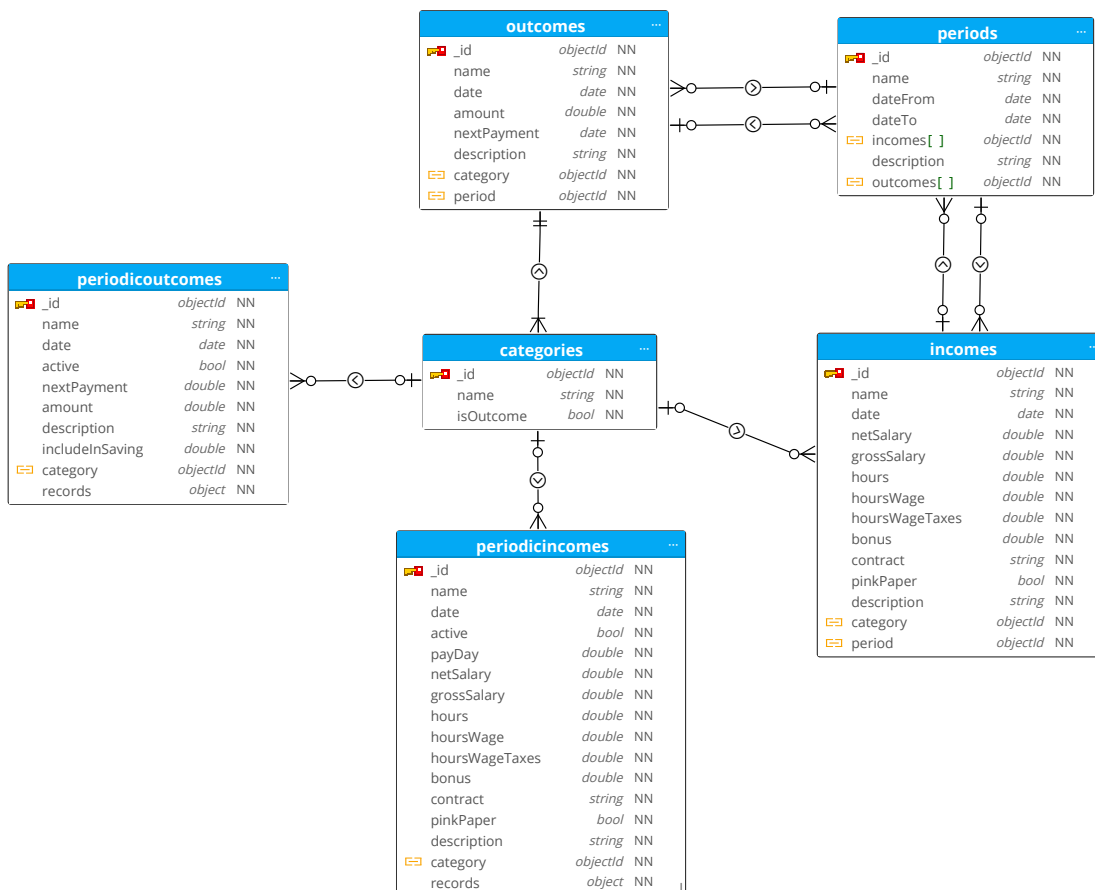 outcomes ...
_id objectId NN
name string NN
date date NN
amount double NN
nextPayment date NN
description string NN
category objectId NN
period objectId NN
periods ...
_id objectId NN
name string NN
dateFrom date NN
dateTo date NN
incomes[ ] objectId NN
description string NN
outcomes[ ] objectId NN
periodicoutcomes ...
_id objectId NN
name string NN
date date NN
active bool NN
nextPayment double NN
amount double NN
description string NN
includeInSaving double NN
category objectId NN
records object NN
categories ...
_id objectId NN
name string NN
isOutcome bool NN
incomes ...
_id objectId NN
name string NN
date date NN
netSalary double NN
grossSalary double NN
hours double NN
hoursWage double NN
hoursWageTaxes double NN
bonus double NN
contract string NN
pinkPaper bool NN
description string NN
category objectId NN
period objectId NN
periodicincomes ...
_id objectId NN
name string NN
date date NN
active bool NN
payDay double NN
netSalary double NN
grossSalary double NN
hours double NN
hoursWage double NN
hoursWageTaxes double NN
bonus double NN
contract string NN
pinkPaper bool NN
description string NN
category objectId NN
records object NN